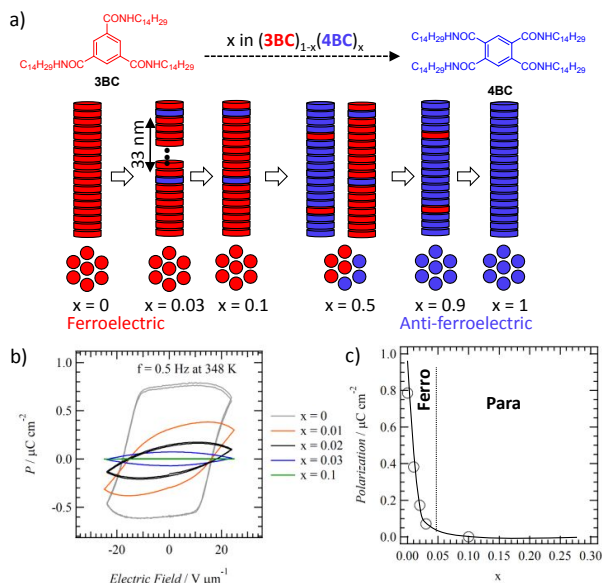 a)
CONHC14H29
C14H29HNOC CONHC14H29
3BC
x in (3BC)1-x(4BC)x
C14H29HNOC CONHC14H29
C14H29HNOC CONHC14H29
4BC
33 nm
x = 0 x = 0.03 x = 0.1 x = 0.5 x = 0.9 x = 1
Ferroelectric Anti-ferroelectric
b)
f = 0.5 Hz at 348 K
1.0
0.5
0.0
-0.5
P / μC cm-2
-20 0 20
Electric Field / V μm-1
x = 0
x = 0.01
x = 0.02
x = 0.03
x = 0.1
c)
Ferro
Para
1.0
0.8
0.6
0.4
0.2
0.0
Polarization / μC cm-2
0.00 0.05 0.10 0.15 0.20 0.25 0.30
x